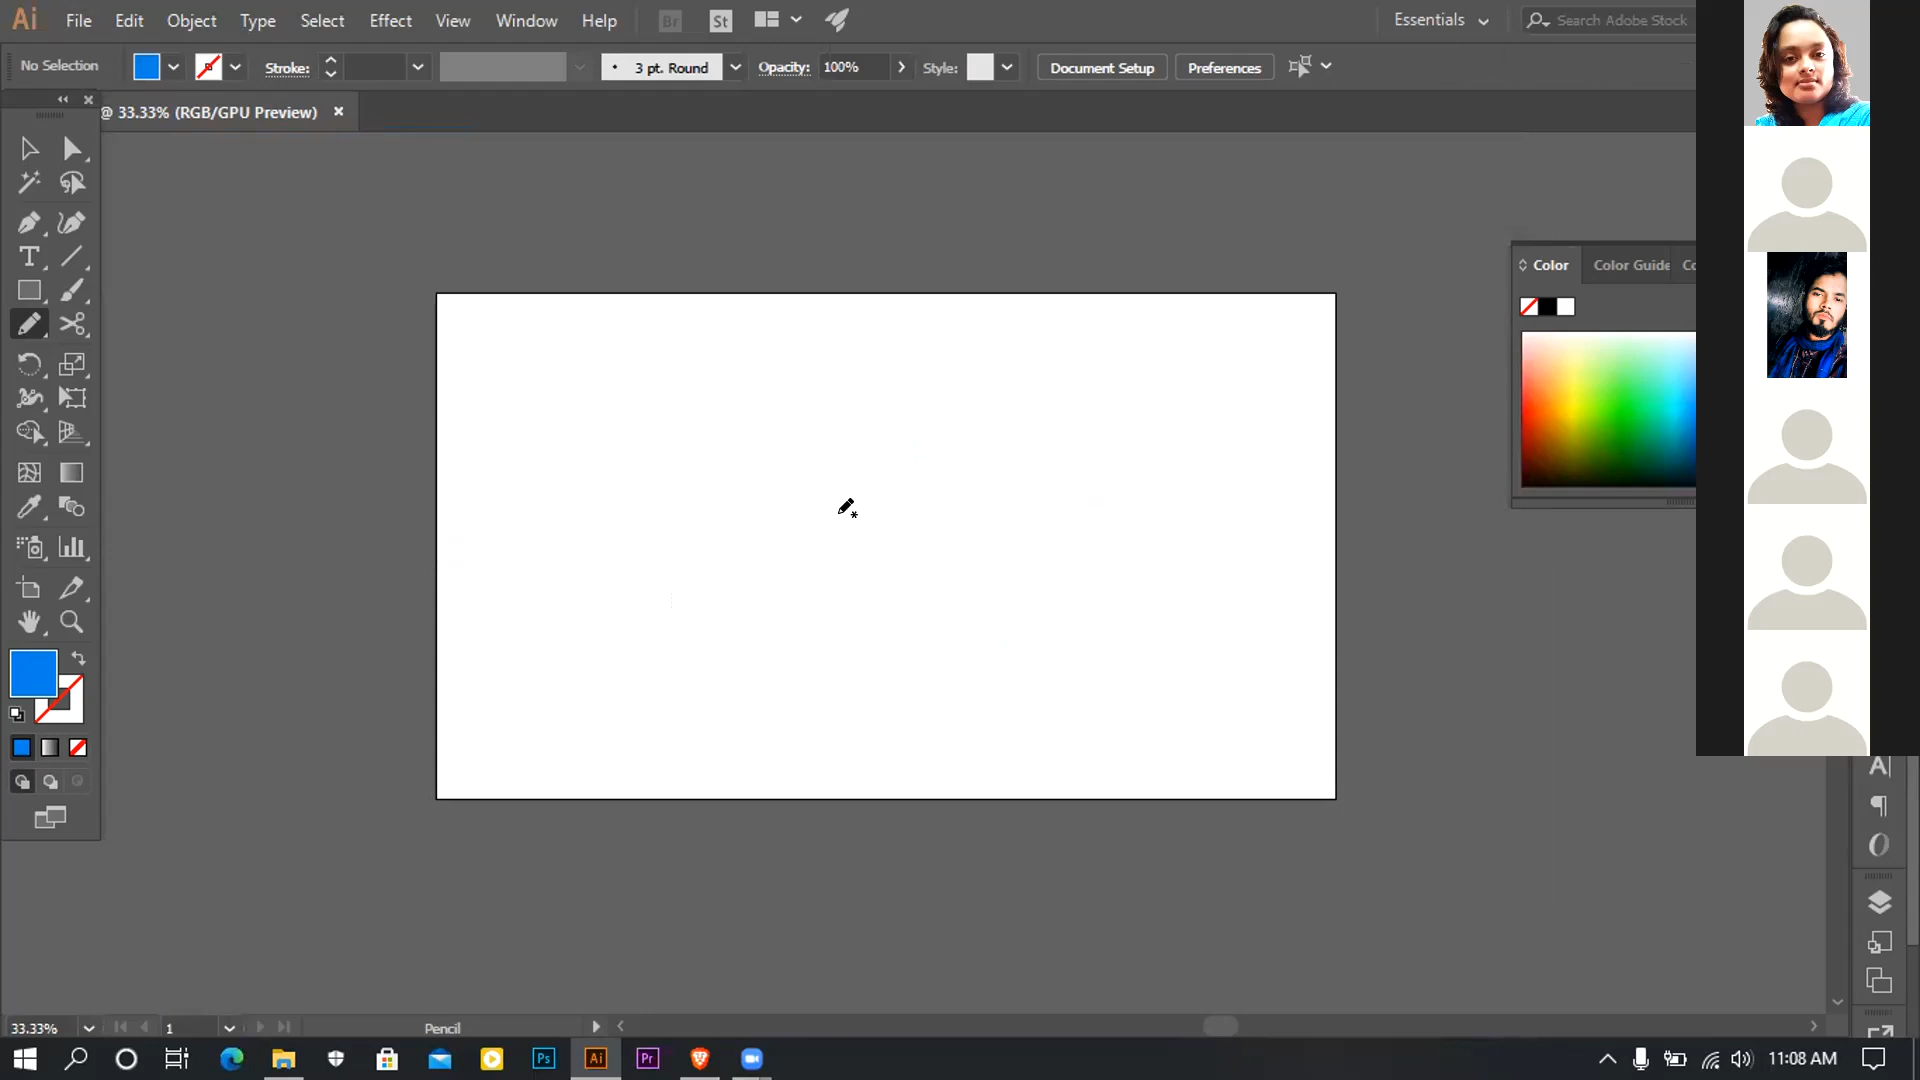 Ai File Edit Object Type Select Effect View Window Help Br St Essentials Search Adobe Stock
No Selection Stroke: 3 pt. Round Opacity: 100% Style: Document Setup Preferences
@ 33.33% (RGB/GPU Preview)
Color Color Guide Co
33.33% 1 Pencil
Ps Ai Pr 11:08 AM